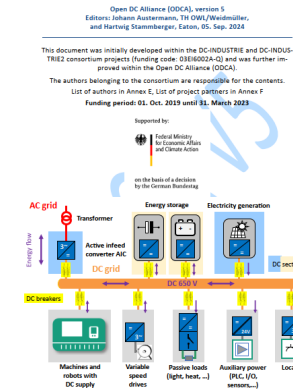 Open DC Alliance (ODCA), version 5
Editors: Johann Austermann, TH OWL/Weidmüller,
and Hartwig Stammberger, Eaton, 05. Sep. 2024
This document was initially developed within the DC-INDUSTRIE and DC-INDUS-
TRIE2 consortium projects (funding code: 03EI6002A-Q) and was further im-
proved within the Open DC Alliance (ODCA).
The authors belonging to the consortium are responsible for the contents.
List of authors in Annex E, List of project partners in Annex F
Funding period: 01. Oct. 2019 until 31. March 2023
Supported by:
Federal Ministry
for Economic Affairs
and Climate Action
on the basis of a decision
by the German Bundestag
V5
AC grid
Energy storage
Electricity generation
Transformer
Energy flow
3~
Active infeed
converter AIC
DC sect
DC grid
DC 650 V
DC breakers
3~
24V
Machines and
robots with
DC supply
Variable
speed
drives
Passive loads
(light, heat, ...)
Auxiliary power
(PLC, I/O,
sensors,...)
Loca